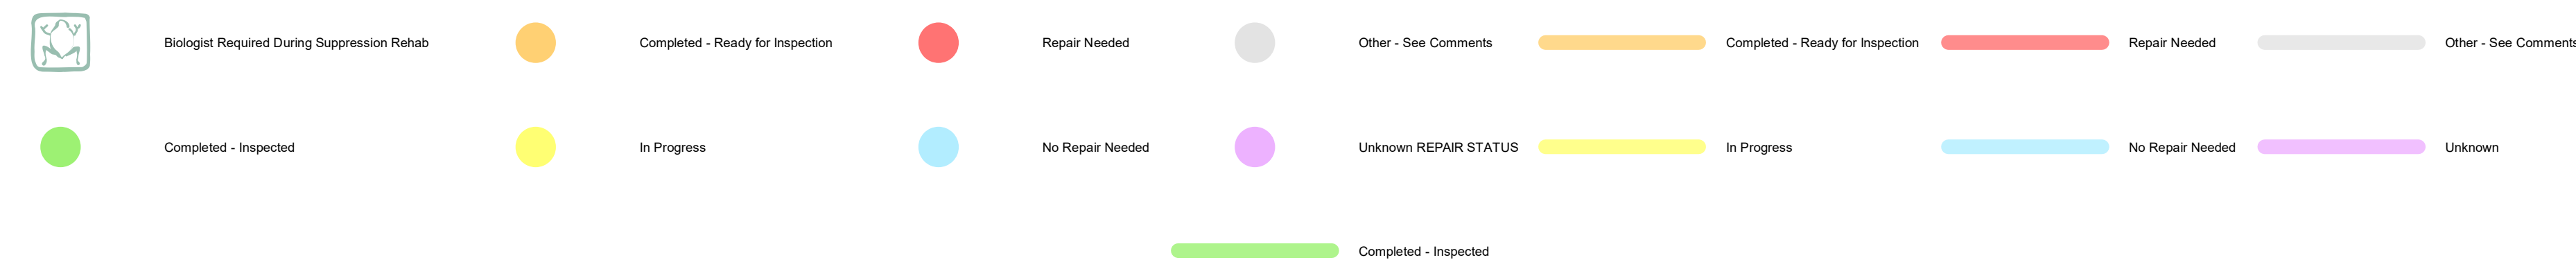 Biologist Required During Suppression Rehab
Completed - Ready for Inspection
Repair Needed
Other - See Comments
Completed - Ready for Inspection
Repair Needed
Other - See Comments
Completed - Inspected
In Progress
No Repair Needed
Unknown REPAIR STATUS
In Progress
No Repair Needed
Unknown
Completed - Inspected